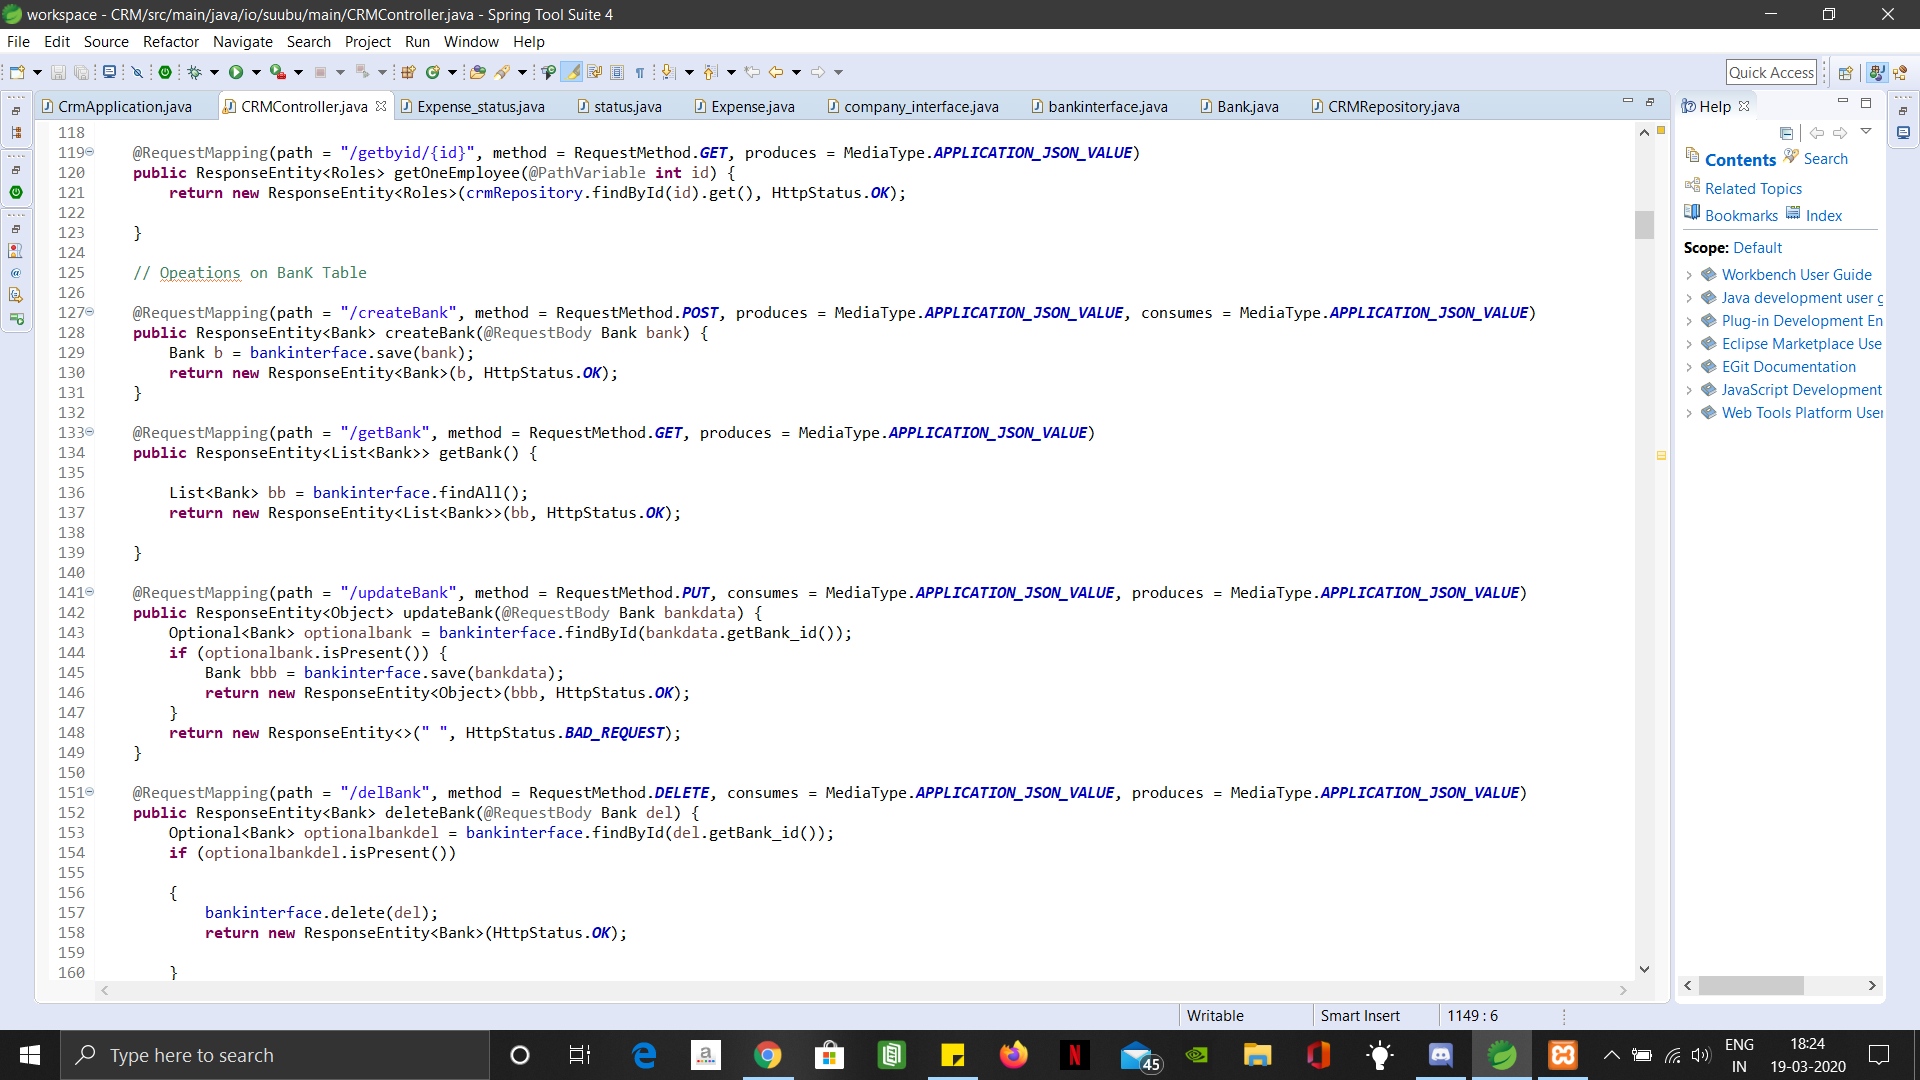 workspace - CRM/src/main/java/io/suubu/main/CRMController.java - Spring Tool Suite 4
File Edit Source Refactor Navigate Search Project Run Window Help
Quick Access
CrmApplication.java CRMController.java Expense_status.java status.java Expense.java company_interface.java bankinterface.java Bank.java CRMRepository.java
118
119 @RequestMapping(path = "/getbyid/{id}", method = RequestMethod.GET, produces = MediaType.APPLICATION_JSON_VALUE)
120 public ResponseEntity<Roles> getOneEmployee(@PathVariable int id) {
121 return new ResponseEntity<Roles>(crmRepository.findById(id).get(), HttpStatus.OK);
122
123 }
124
125 // Opeations on BanK Table
126
127 @RequestMapping(path = "/createBank", method = RequestMethod.POST, produces = MediaType.APPLICATION_JSON_VALUE, consumes = MediaType.APPLICATION_JSON_VALUE)
128 public ResponseEntity<Bank> createBank(@RequestBody Bank bank) {
129 Bank b = bankinterface.save(bank);
130 return new ResponseEntity<Bank>(b, HttpStatus.OK);
131 }
132
133 @RequestMapping(path = "/getBank", method = RequestMethod.GET, produces = MediaType.APPLICATION_JSON_VALUE)
134 public ResponseEntity<List<Bank>> getBank() {
135
136 List<Bank> bb = bankinterface.findAll();
137 return new ResponseEntity<List<Bank>>(bb, HttpStatus.OK);
138
139 }
140
141 @RequestMapping(path = "/updateBank", method = RequestMethod.PUT, consumes = MediaType.APPLICATION_JSON_VALUE, produces = MediaType.APPLICATION_JSON_VALUE)
142 public ResponseEntity<Object> updateBank(@RequestBody Bank bankdata) {
143 Optional<Bank> optionalbank = bankinterface.findById(bankdata.getBank_id());
144 if (optionalbank.isPresent()) {
145 Bank bbb = bankinterface.save(bankdata);
146 return new ResponseEntity<Object>(bbb, HttpStatus.OK);
147 }
148 return new ResponseEntity<>(" ", HttpStatus.BAD_REQUEST);
149 }
150
151 @RequestMapping(path = "/delBank", method = RequestMethod.DELETE, consumes = MediaType.APPLICATION_JSON_VALUE, produces = MediaType.APPLICATION_JSON_VALUE)
152 public ResponseEntity<Bank> deleteBank(@RequestBody Bank del) {
153 Optional<Bank> optionalbankdel = bankinterface.findById(del.getBank_id());
154 if (optionalbankdel.isPresent())
155
156 {
157 bankinterface.delete(del);
158 return new ResponseEntity<Bank>(HttpStatus.OK);
159
160 }
Help
Contents Search
Related Topics
Bookmarks Index
Scope: Default
Workbench User Guide
Java development user g
Plug-in Development En
Eclipse Marketplace Use
EGit Documentation
JavaScript Development
Web Tools Platform User
Writable Smart Insert 1149 : 6
Type here to search
45
ENG
IN
18:24
19-03-2020